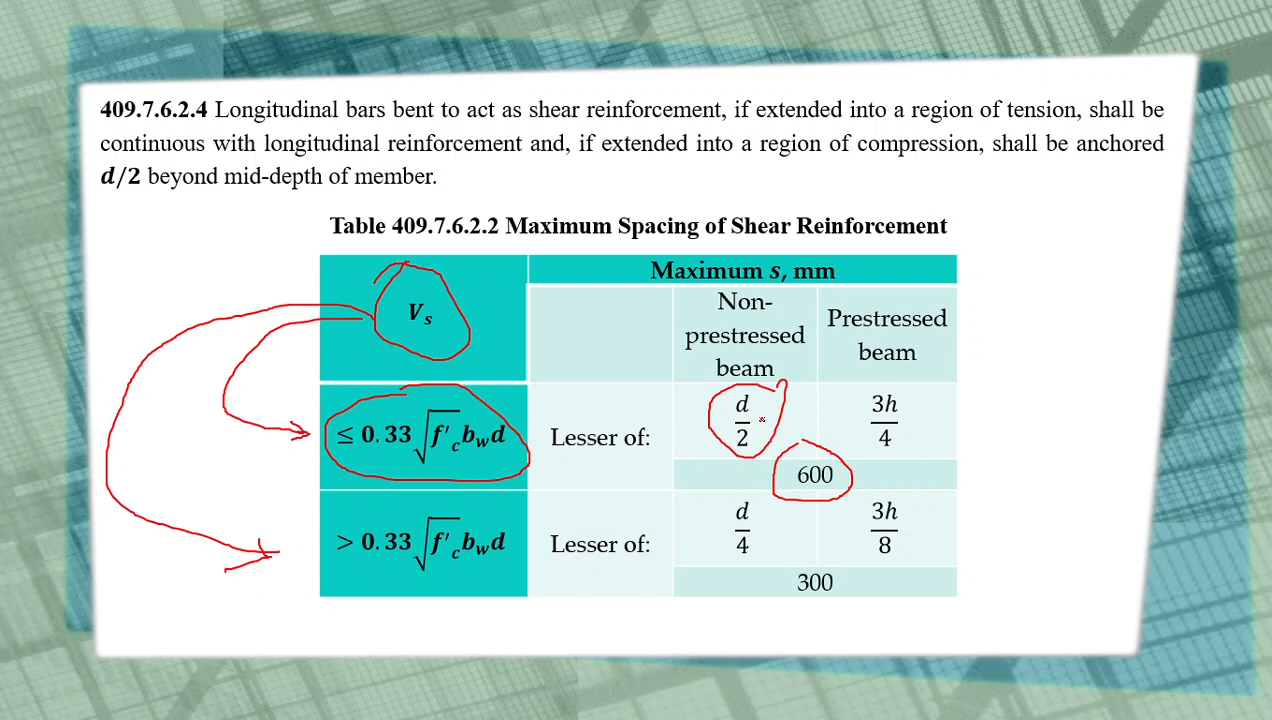 409.7.6.2.4 Longitudinal bars bent to act as shear reinforcement, if extended into a region of tension, shall be
continuous with longitudinal reinforcement and, if extended into a region of compression, shall be anchored
d/2 beyond mid-depth of member.
Table 409.7.6.2.2 Maximum Spacing of Shear Reinforcement
Maximum s, mm
Vs
Non-
prestressed
beam
Prestressed
beam
≤ 0.33 √f'c bwd
Lesser of:
d/2
3h/4
600
> 0.33 √f'c bwd
Lesser of:
d/4
3h/8
300